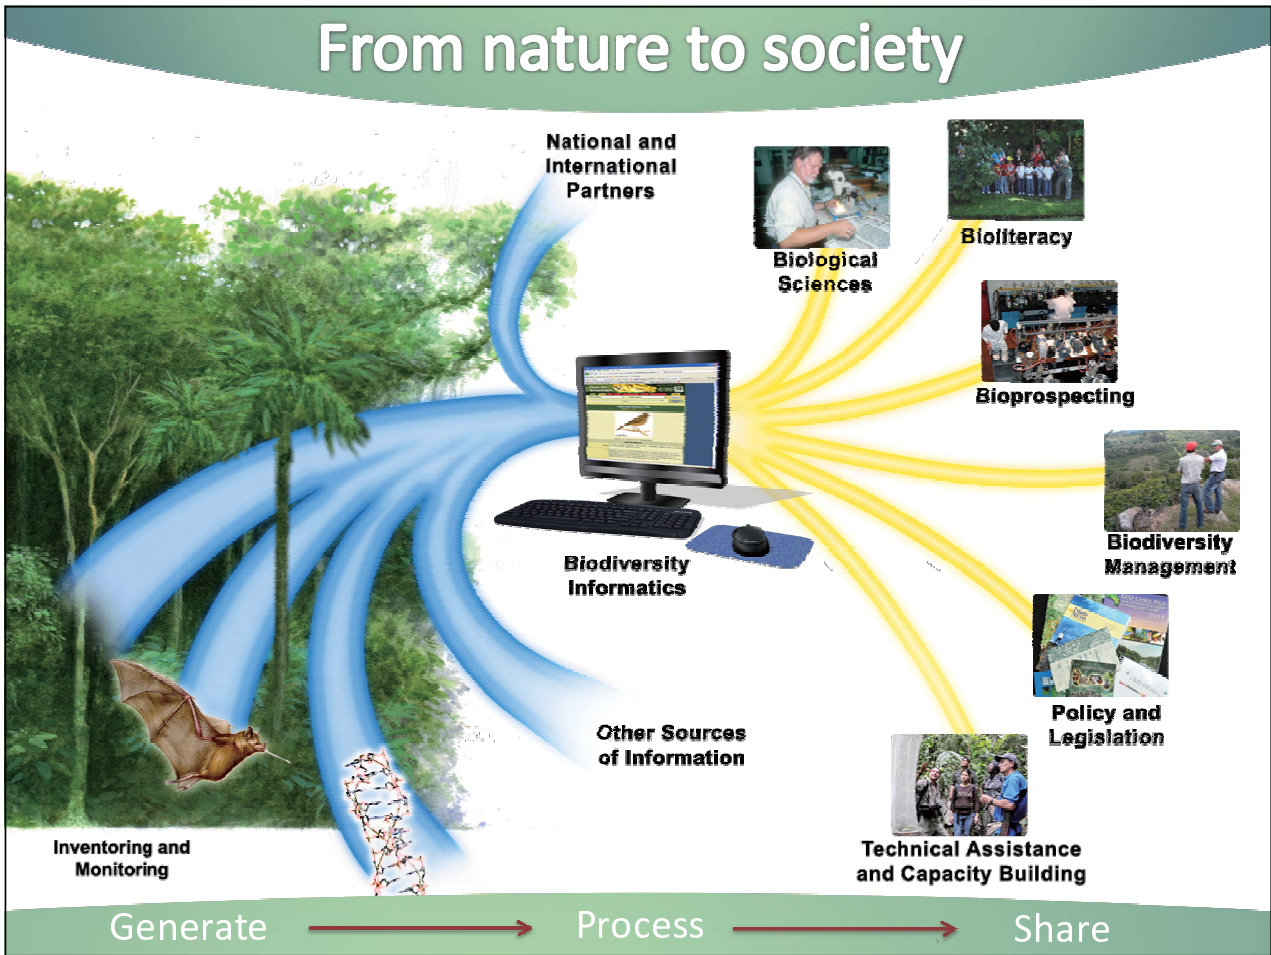 From nature to society
National and
International
Partners
Biological
Sciences
Bioliteracy
Bioprospecting
Biodiversity
Management
Biodiversity
Informatics
Policy and
Legislation
Other Sources
of Information
Technical Assistance
and Capacity Building
Inventoring and
Monitoring
Generate
Process
Share